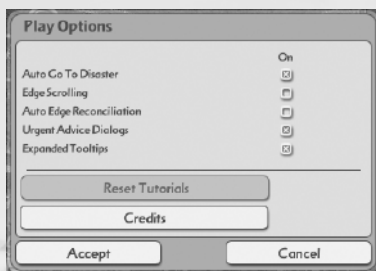 Play Options
On
Auto Go To Disaster
Edge Scrolling
Auto Edge Reconciliation
Urgent Advice Dialogs
Expanded Tooltips
Reset Tutorials
Credits
Accept
Cancel